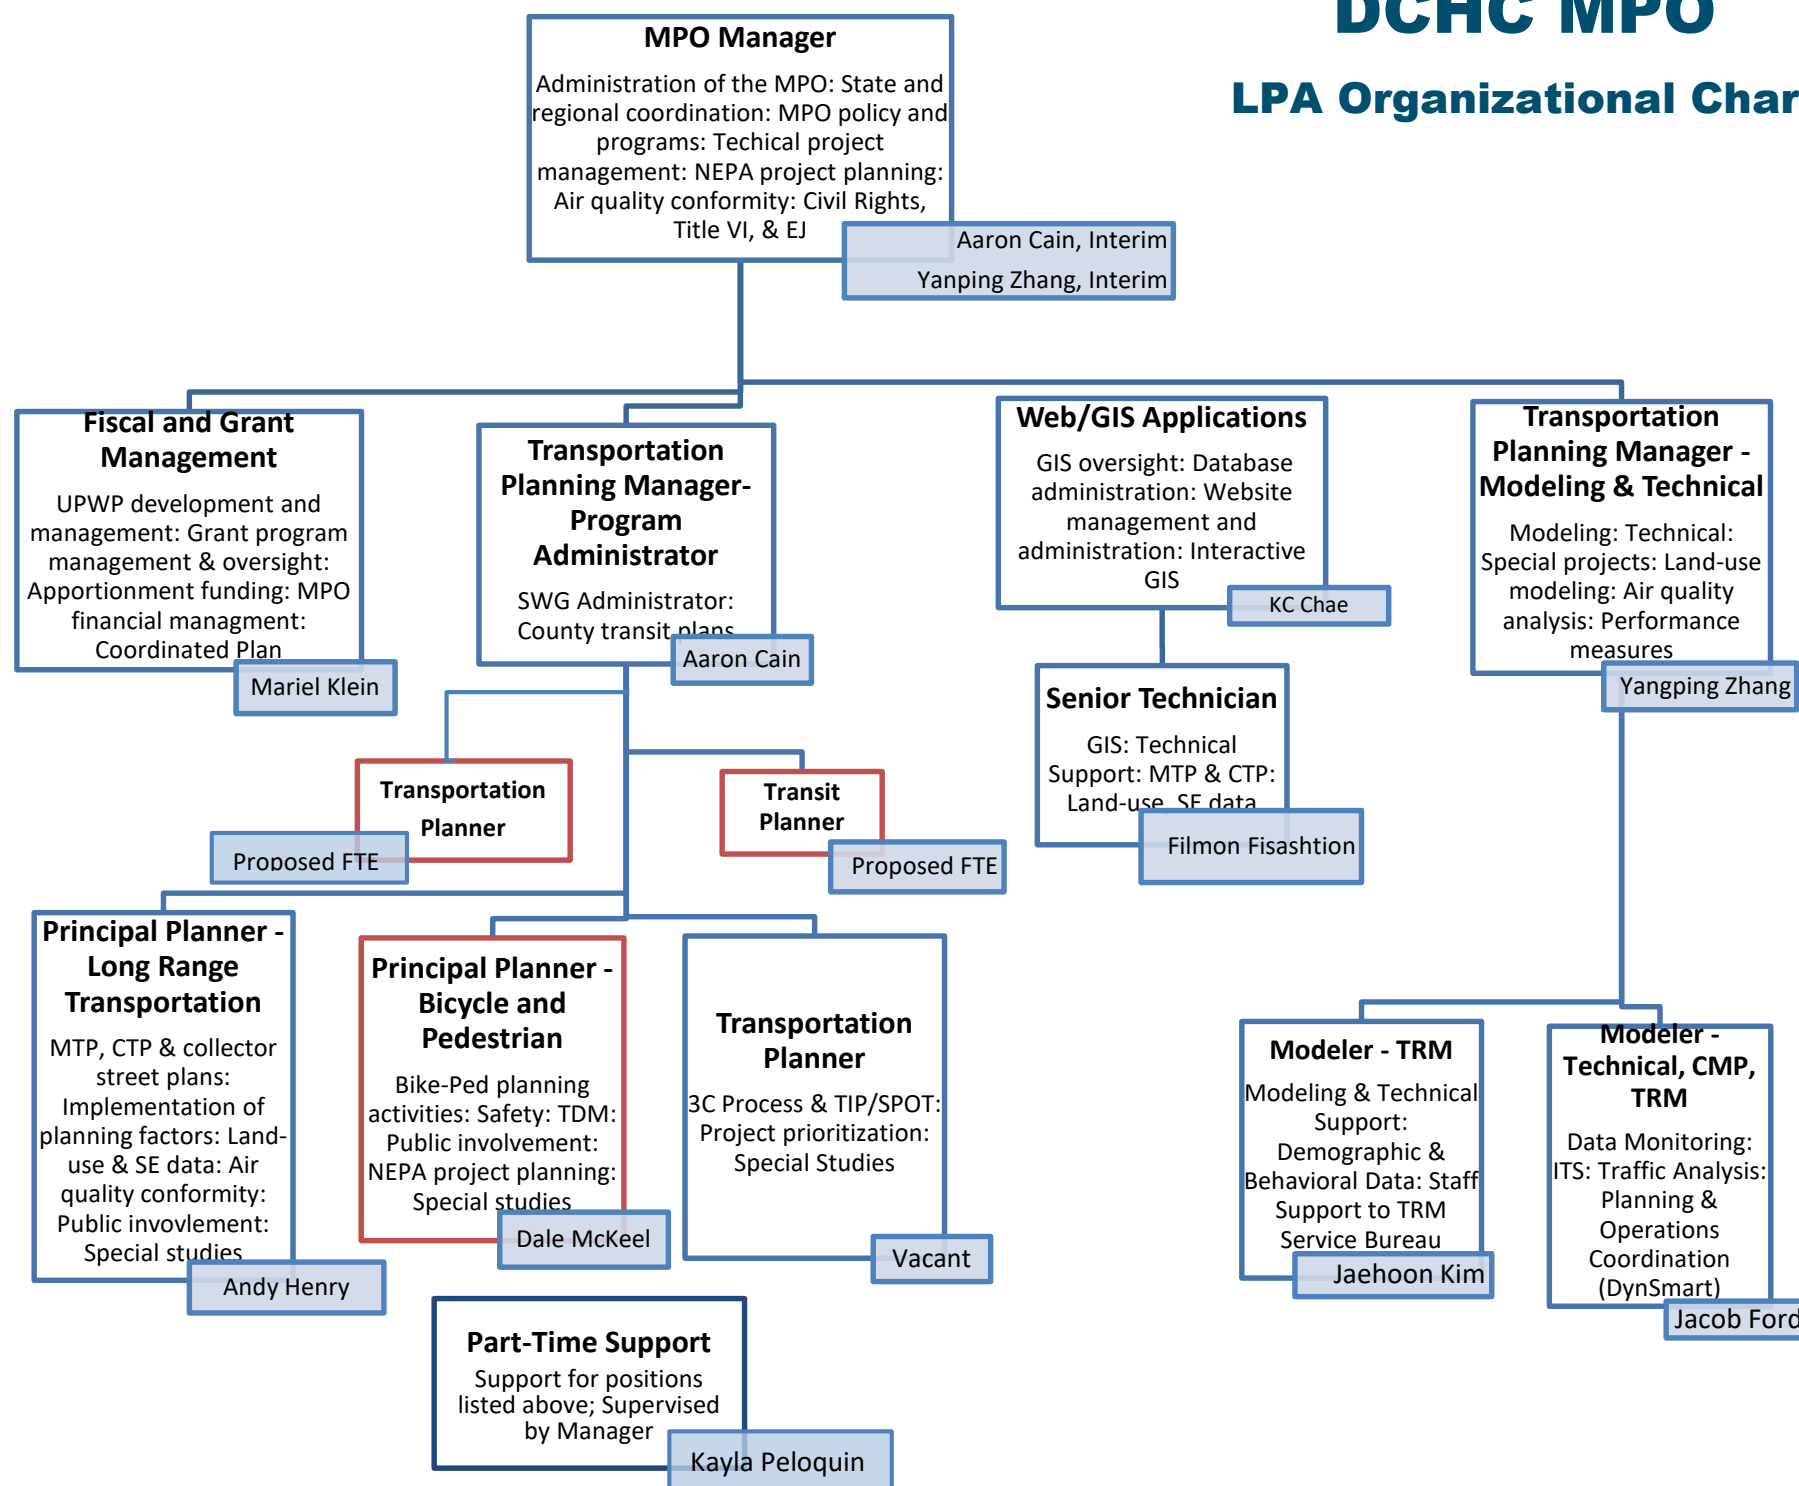 DCHC MPO
LPA Organizational Char
MPO Manager
Administration of the MPO: State and
regional coordination: MPO policy and
programs: Techical project
management: NEPA project planning:
Air quality conformity: Civil Rights,
Title VI, & EJ
Aaron Cain, Interim
Yanping Zhang, Interim
Fiscal and Grant
Management
UPWP development and
management: Grant program
management & oversight:
Apportionment funding: MPO
financial managment:
Coordinated Plan
Mariel Klein
Transportation
Planning Manager-
Program
Administrator
SWG Administrator:
County transit plans
Aaron Cain
Web/GIS Applications
GIS oversight: Database
administration: Website
management and
administration: Interactive
GIS
KC Chae
Transportation
Planning Manager -
Modeling & Technical
Modeling: Technical:
Special projects: Land-use
modeling: Air quality
analysis: Performance
measures
Yangping Zhang
Senior Technician
GIS: Technical
Support: MTP & CTP:
Land-use, SE data
Filmon Fisashtion
Transportation
Planner
Proposed FTE
Transit
Planner
Proposed FTE
Principal Planner -
Long Range
Transportation
MTP, CTP & collector
street plans:
Implementation of
planning factors: Land-
use & SE data: Air
quality conformity:
Public invovlement:
Special studies
Andy Henry
Principal Planner -
Bicycle and
Pedestrian
Bike-Ped planning
activities: Safety: TDM:
Public involvement:
NEPA project planning:
Special studies
Dale McKeel
Transportation
Planner
3C Process & TIP/SPOT:
Project prioritization:
Special Studies
Vacant
Modeler - TRM
Modeling & Technical
Support:
Demographic &
Behavioral Data: Staff
Support to TRM
Service Bureau
Jaehoon Kim
Modeler -
Technical, CMP,
TRM
Data Monitoring:
ITS: Traffic Analysis:
Planning &
Operations
Coordination
(DynSmart)
Jacob Ford
Part-Time Support
Support for positions
listed above; Supervised
by Manager
Kayla Peloquin